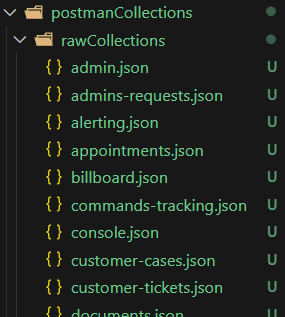 postmanCollections
rawCollections
{} admin.json U
{} admins-requests.json U
{} alerting.json U
{} appointments.json U
{} billboard.json U
{} commands-tracking.json U
{} console.json U
{} customer-cases.json U
{} customer-tickets.json U
documents.json